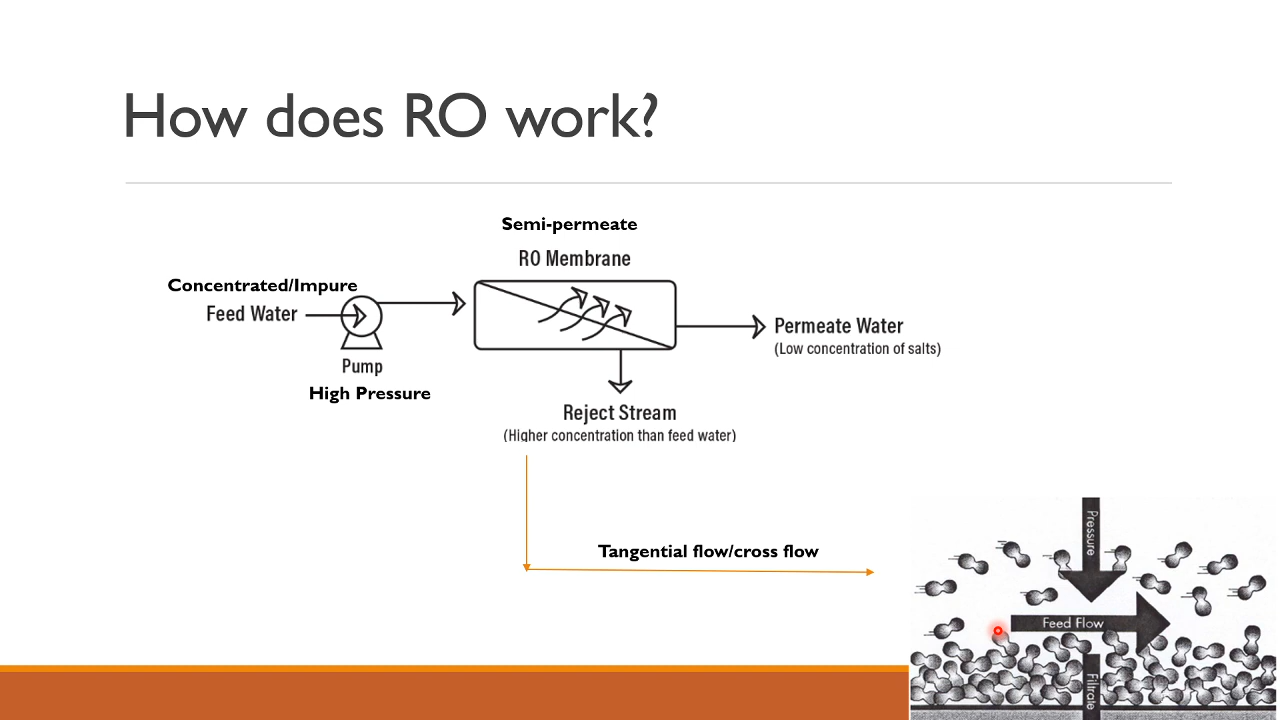 How does RO work?
Semi-permeate
RO Membrane
Concentrated/Impure
Feed Water
Pump
High Pressure
Permeate Water
(Low concentration of salts)
Reject Stream
(Higher concentration than feed water)
Tangential flow/cross flow
Pressure
Feed Flow
Filtrate